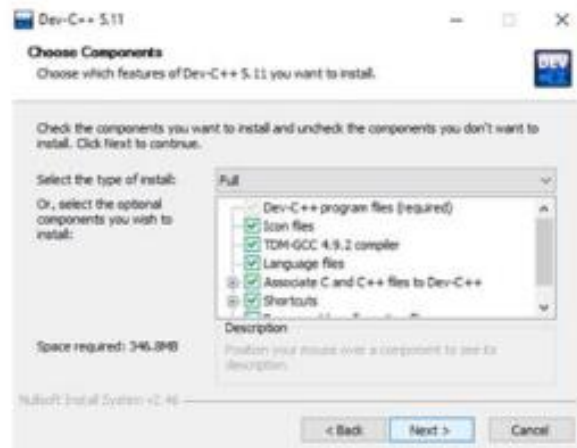 Dev-C++ 5.11
Choose Components
Choose which features of Dev-C++ 5.11 you want to install.
DEV
Check the components you want to install and uncheck the components you don't want to
install. Click Next to continue.
Select the type of install:
Full
Or, select the optional
components you wish to
install:
Dev-C++ program files (required)
Icon files
TDM-GCC 4.9.2 compiler
Language files
Associate C and C++ files to Dev-C++
Shortcuts
Space required: 346.8MB
Description
Position your mouse over a component to see its
description.
Nullsoft Install System v2.46
< Back
Next >
Cancel